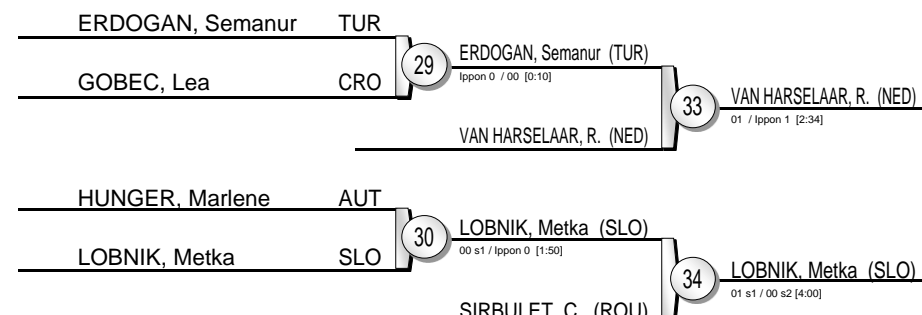 ERDOGAN, Semanur TUR
GOBEC, Lea CRO
29
ERDOGAN, Semanur (TUR)
Ippon 0 / 00 [0:10]
VAN HARSELAAR, R. (NED)
33
VAN HARSELAAR, R. (NED)
01 / Ippon 1 [2:34]
HUNGER, Marlene AUT
LOBNIK, Metka SLO
30
LOBNIK, Metka (SLO)
00 s1 / Ippon 0 [1:50]
SIRBULET, C. (ROU)
34
LOBNIK, Metka (SLO)
01 s1 / 00 s2 [4:00]